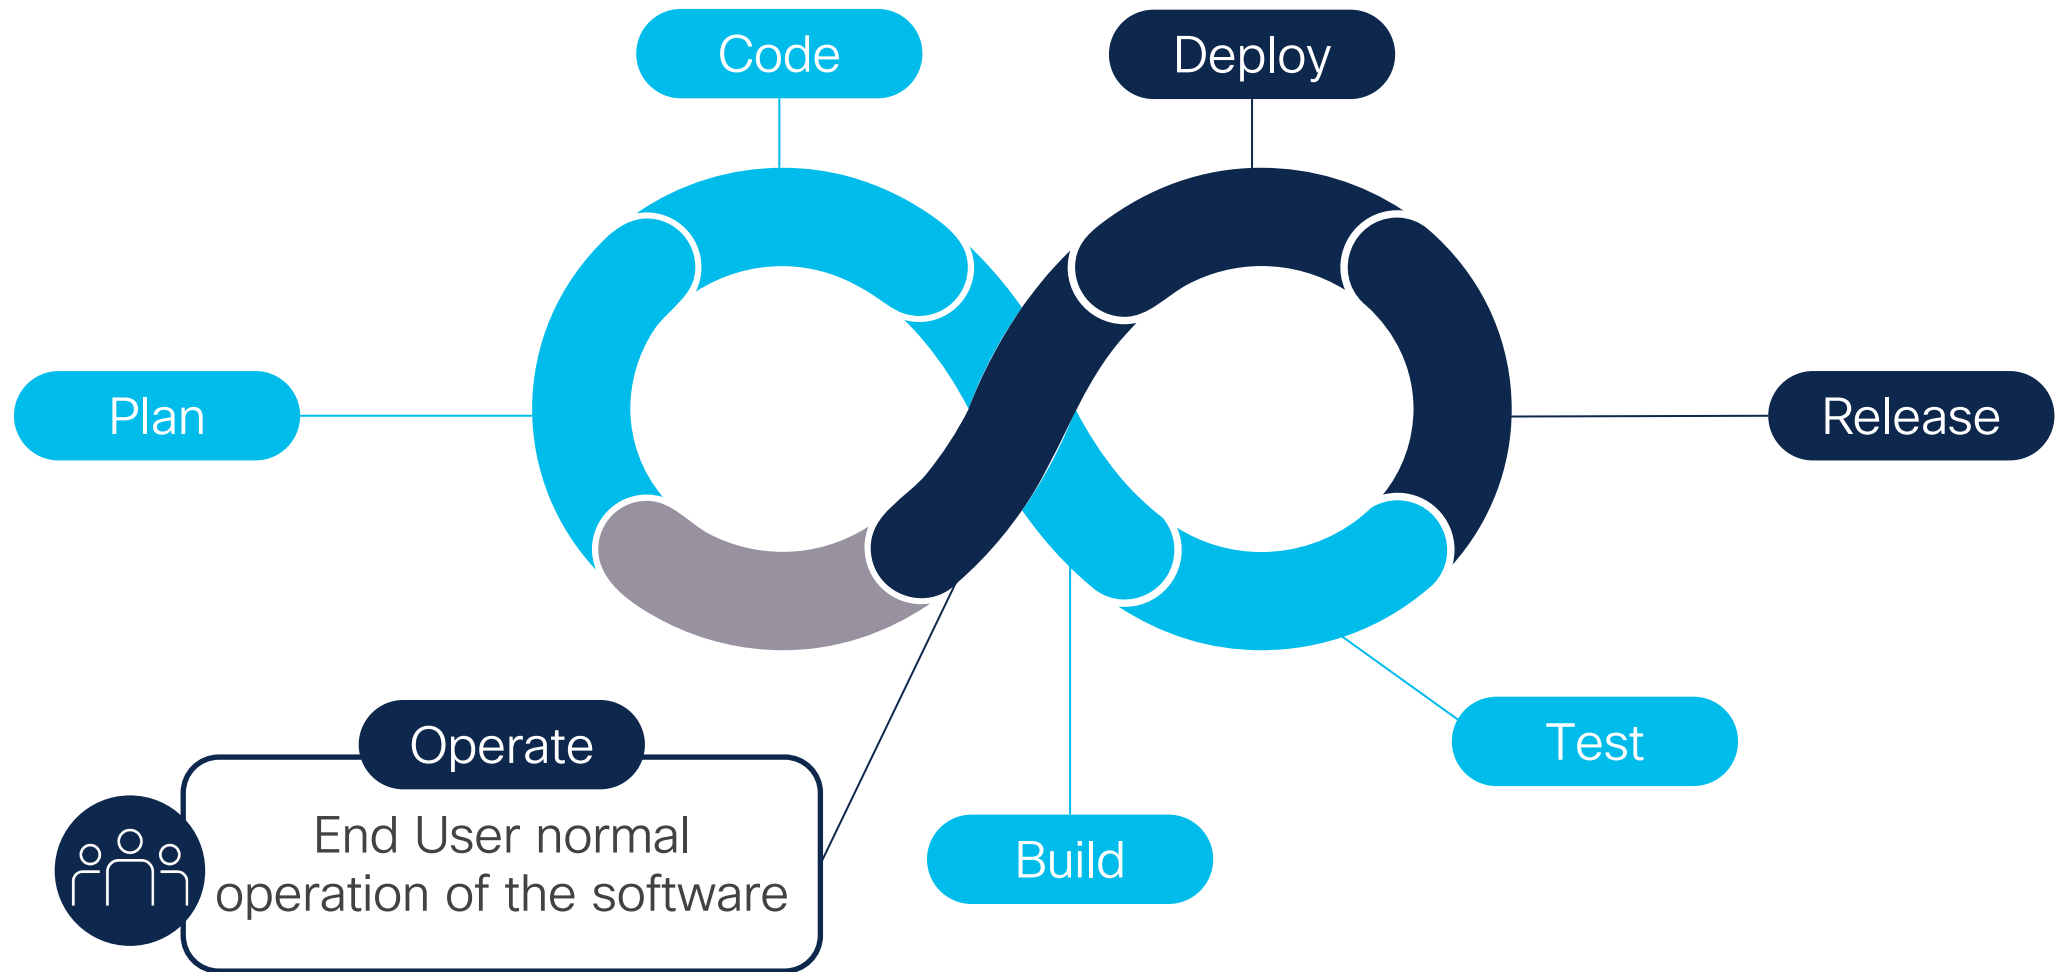 Code
Deploy
Plan
Release
Operate
Test
End User normal
operation of the software
Build